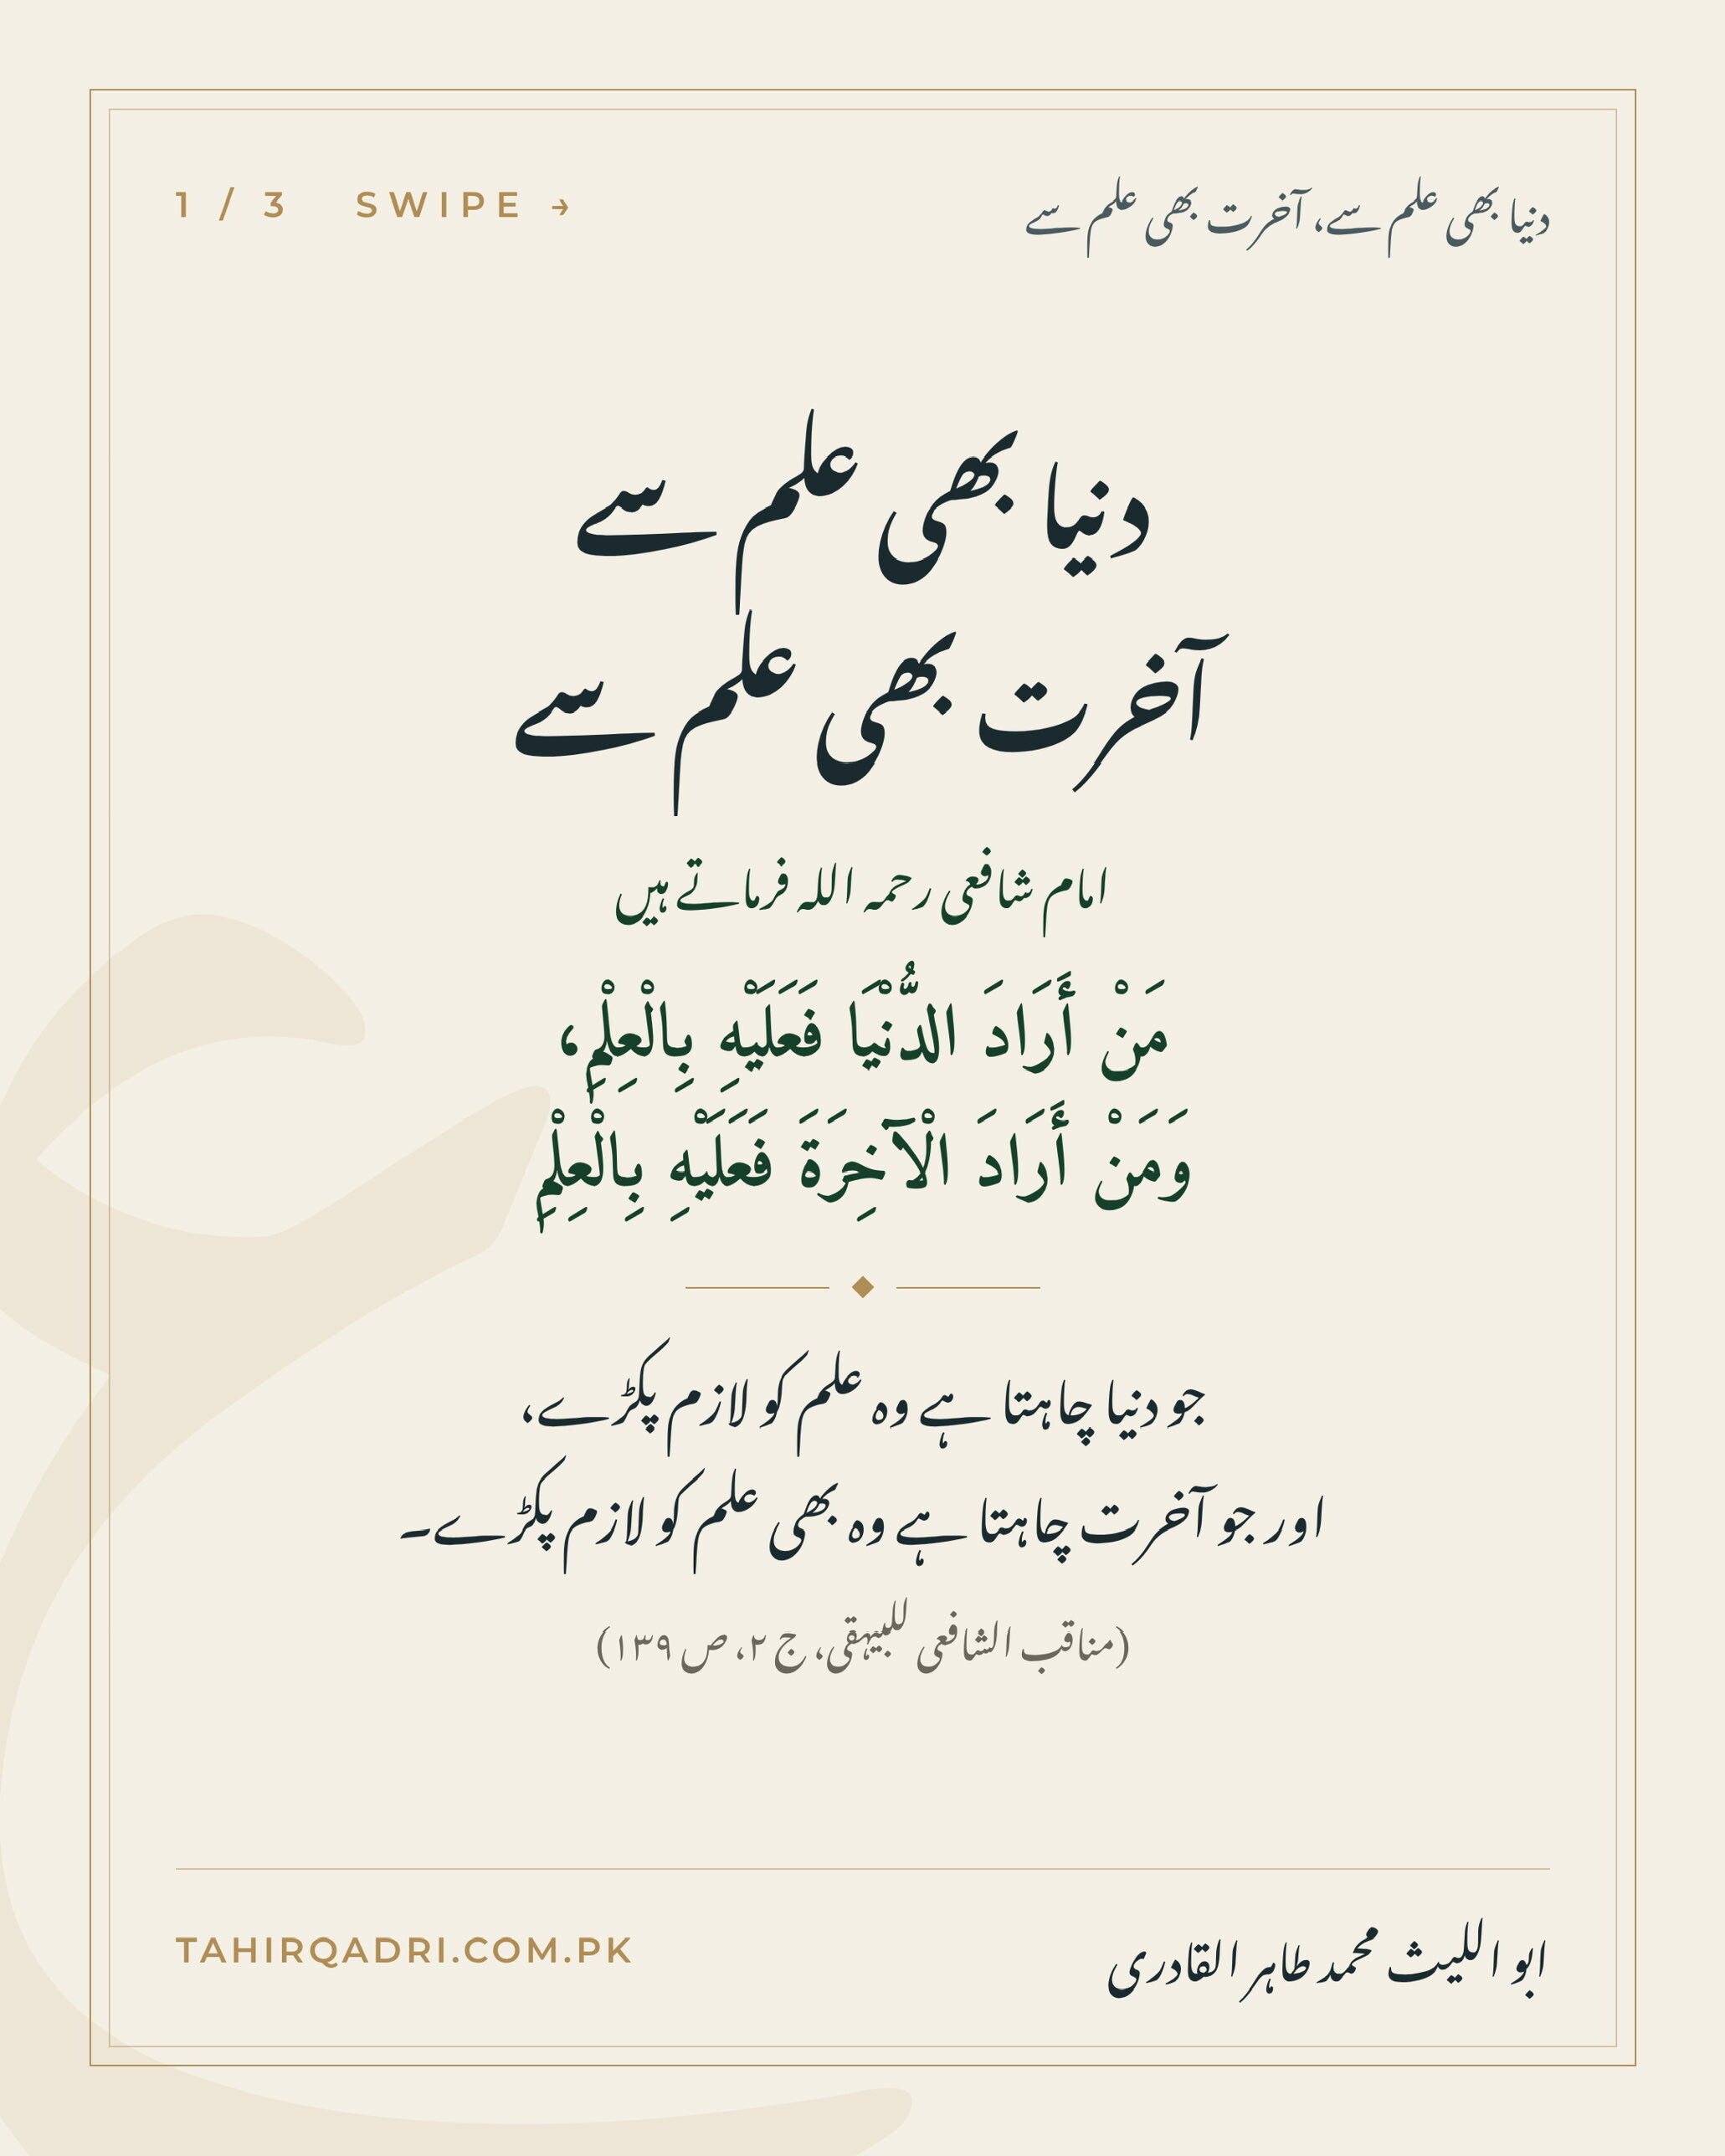 1 / 3 SWIPE →
دنیا بھی علم سے، آخرت بھی علم سے
دنیا بھی علم سے
آخرت بھی علم سے
امام شافعی رحمہ اللہ فرماتے ہیں
مَنْ أَرَادَ الدُّنْيَا فَعَلَيْهِ بِالْعِلْمِ،
وَمَنْ أَرَادَ الْآخِرَةَ فَعَلَيْهِ بِالْعِلْمِ
جو دنیا چاہتا ہے وہ علم کو لازم پکڑے،
اور جو آخرت چاہتا ہے وہ بھی علم کو لازم پکڑے۔
(مناقب الشافعی للبیہقی، ج ۲، ص ۱۳۹)
TAHIRQADRI.COM.PK
ابو اللیث محمد طاہر القادری